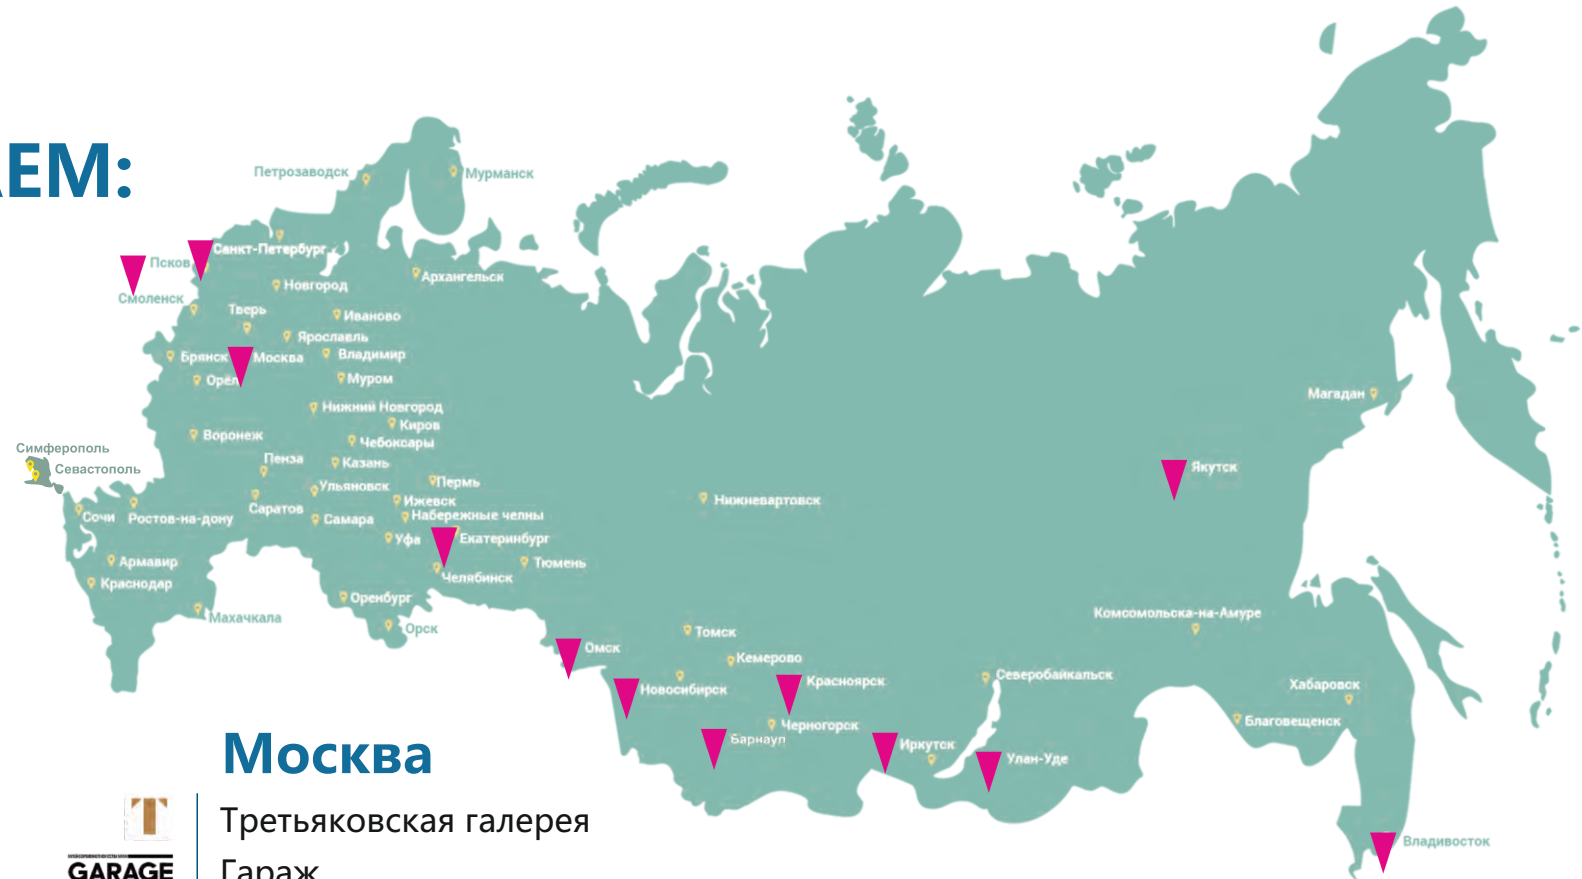 АЕМ:
Петрозаводск
Мурманск
Санкт-Петербург
Псков
Архангельск
Новгород
Смоленск
Тверь
Иваново
Ярославль
Брянск
Москва
Владимир
Орёл
Муром
Магадан
Нижний Новгород
Киров
Воронеж
Чебоксары
Симферополь
Севастополь
Пенза
Казань
Якутск
Пермь
Ульяновск
Ижевск
Нижневартовск
Саратов
Сочи
Ростов-на-дону
Самара
Набережные челны
Уфа
Екатеринбург
Армавир
Тюмень
Челябинск
Краснодар
Оренбург
Махачкала
Орск
Комсомольска-на-Амуре
Томск
Омск
Кемерово
Северобайкальск
Красноярск
Хабаровск
Новосибирск
Благовещенск
Черногорск
Барнаул
Иркутск
Улан-Уде
Владивосток
Москва
Третьяковская галерея
GARAGE
Гараж